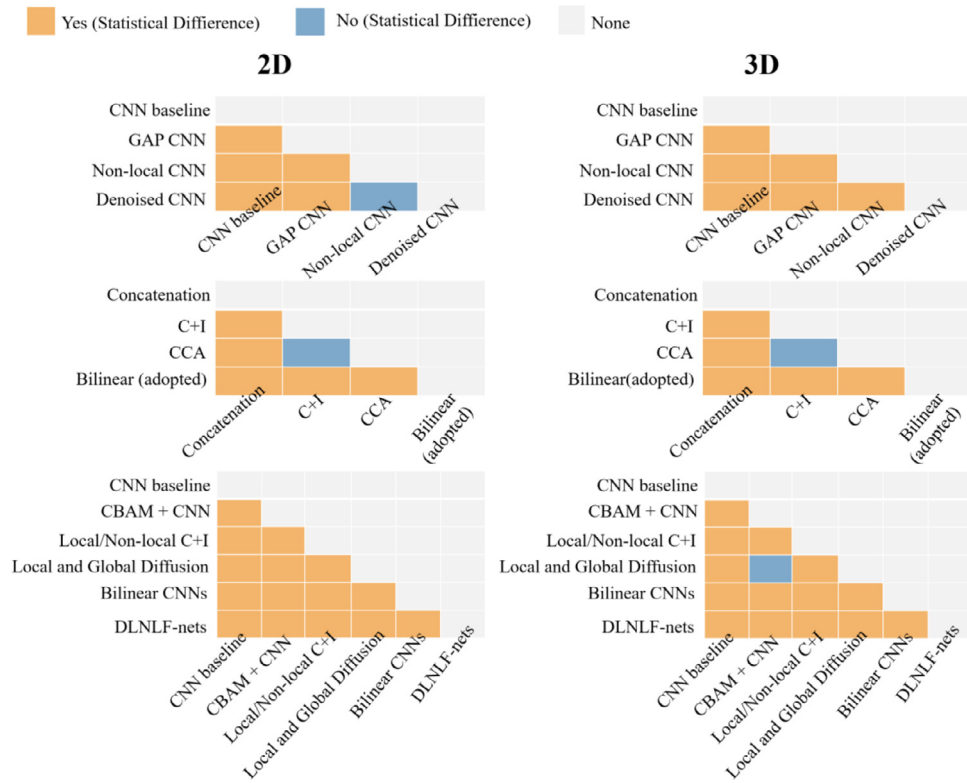 Yes (Statistical Diffierence)
No (Statistical Diffierence)
None
2D
3D
CNN baseline
GAP CNN
Non-local CNN
Denoised CNN
CNN baseline
GAP CNN
Non-local CNN
Denoised CNN
CNN baseline
GAP CNN
Non-local CNN
Denoised CNN
CNN baseline
GAP CNN
Non-local CNN
Denoised CNN
Concatenation
C+I
CCA
Bilinear (adopted)
Concatenation
C+I
CCA
Bilinear
(adopted)
Concatenation
C+I
CCA
Bilinear(adopted)
Concatenation
C+I
CCA
Bilinear
(adopted)
CNN baseline
CBAM + CNN
Local/Non-local C+I
Local and Global Diffusion
Bilinear CNNs
DLNLF-nets
CNN baseline
CBAM + CNN
Local/Non-local C+I
Local and Global Diffusion
Bilinear CNNs
DLNLF-nets
CNN baseline
CBAM + CNN
Local/Non-local C+I
Local and Global Diffusion
Bilinear CNNs
DLNLF-nets
CNN baseline
CBAM + CNN
Local/Non-local C+I
Local and Global Diffusion
Bilinear CNNs
DLNLF-nets